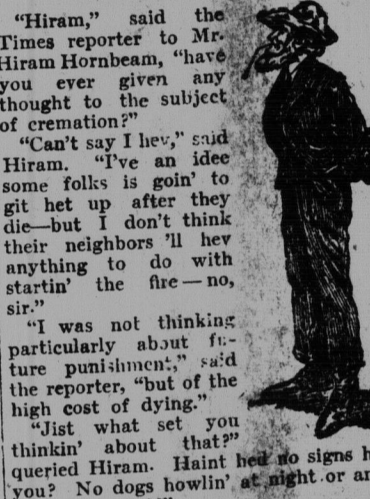 "Hiram," said the
Times reporter to Mr.
Hiram Hornbeam, "have
you ever given any
thought to the subject
of cremation?"
"Can't say I hev," said
Hiram. "I've an idee
some folks is goin' to
git het up after they
die—but I don't think
their neighbors 'll hev
anything to do with
startin' the fire — no,
sir."
"I was not thinking
particularly about fu-
ture punishment," said
the reporter, "but of the
high cost of dying."
"Jist what set you
thinkin' about that?"
queried Hiram. Haint hed no signs
you? No dogs howlin' at night or